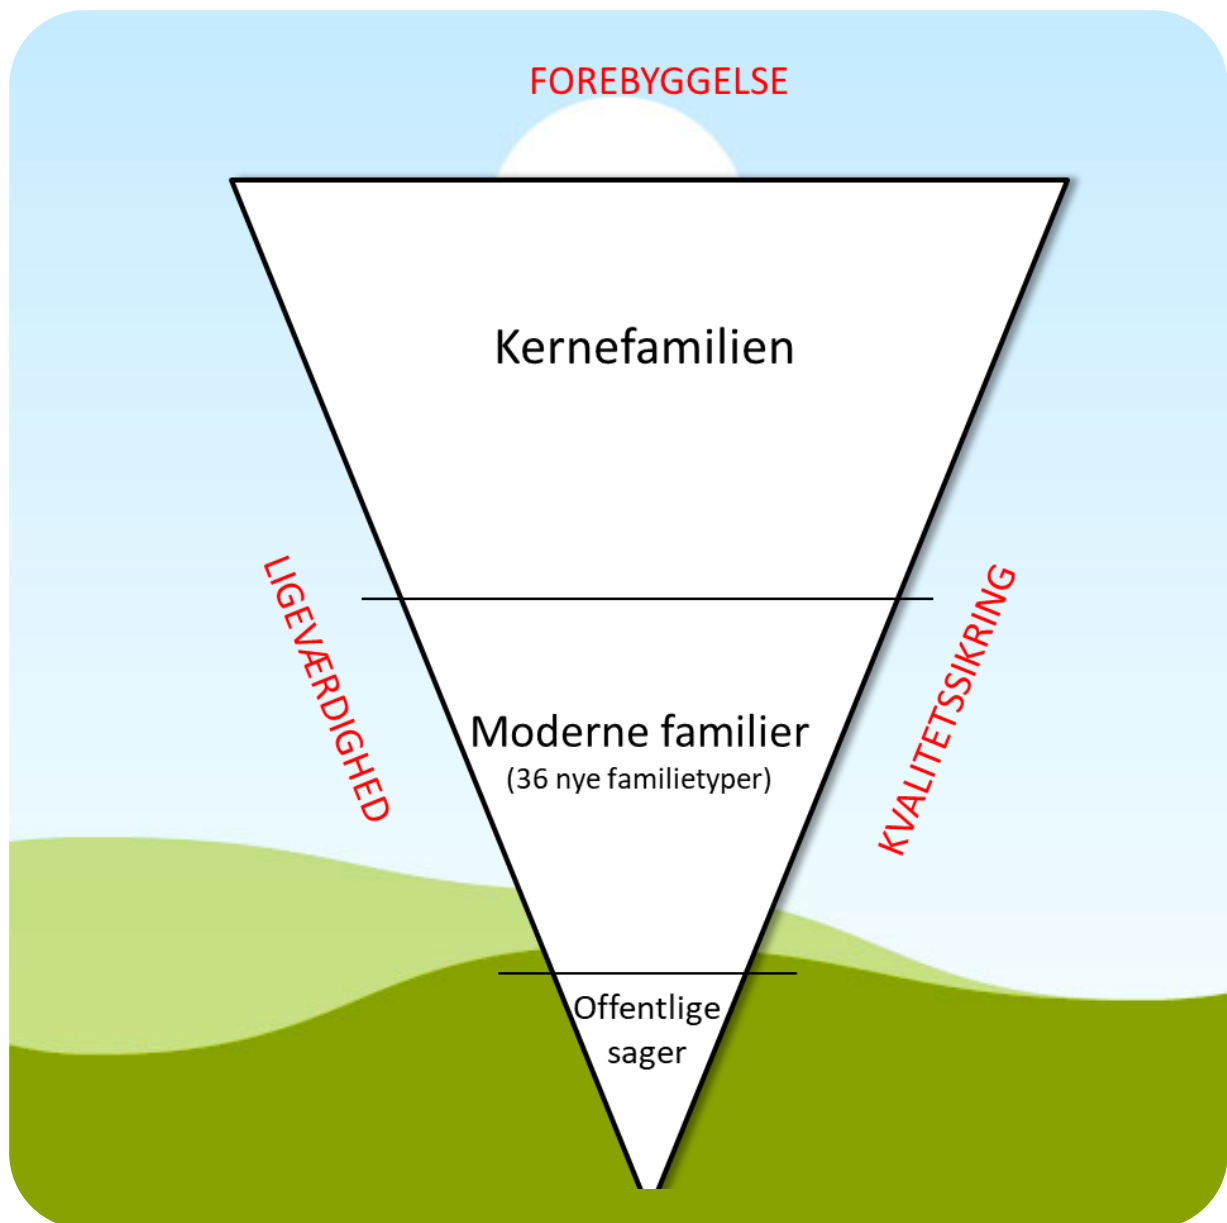 FOREBYGGELSE
Kernefamilien
LIGEVÆRDIGHED
KVALITETSSIKRING
Moderne familier
(36 nye familietyper)
Offentlige
sager